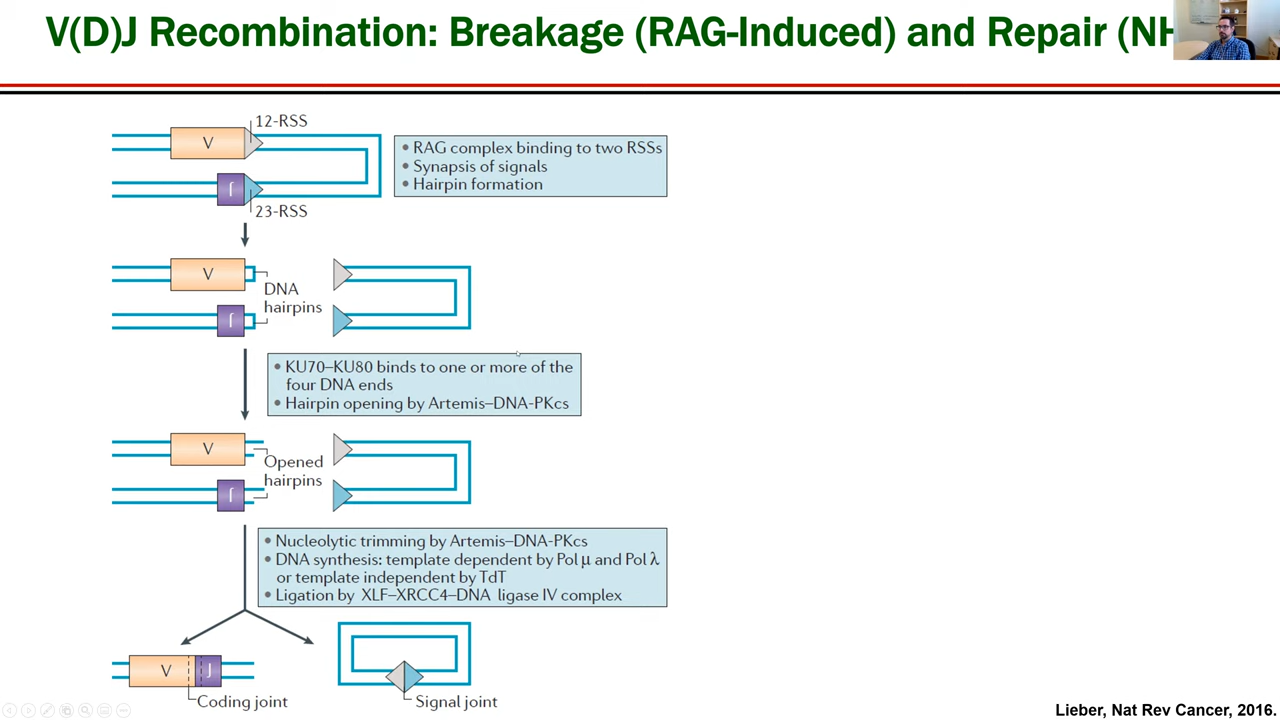 V(D)J Recombination: Breakage (RAG-Induced) and Repair (NH
12-RSS
V
J
23-RSS
• RAG complex binding to two RSSs
• Synapsis of signals
• Hairpin formation
V
J
DNA
hairpins
• KU70–KU80 binds to one or more of the
four DNA ends
• Hairpin opening by Artemis–DNA-PKcs
V
J
Opened
hairpins
• Nucleolytic trimming by Artemis–DNA-PKcs
• DNA synthesis: template dependent by Pol μ and Pol λ
or template independent by TdT
• Ligation by XLF–XRCC4–DNA ligase IV complex
V
J
Coding joint
Signal joint
Lieber, Nat Rev Cancer, 2016.